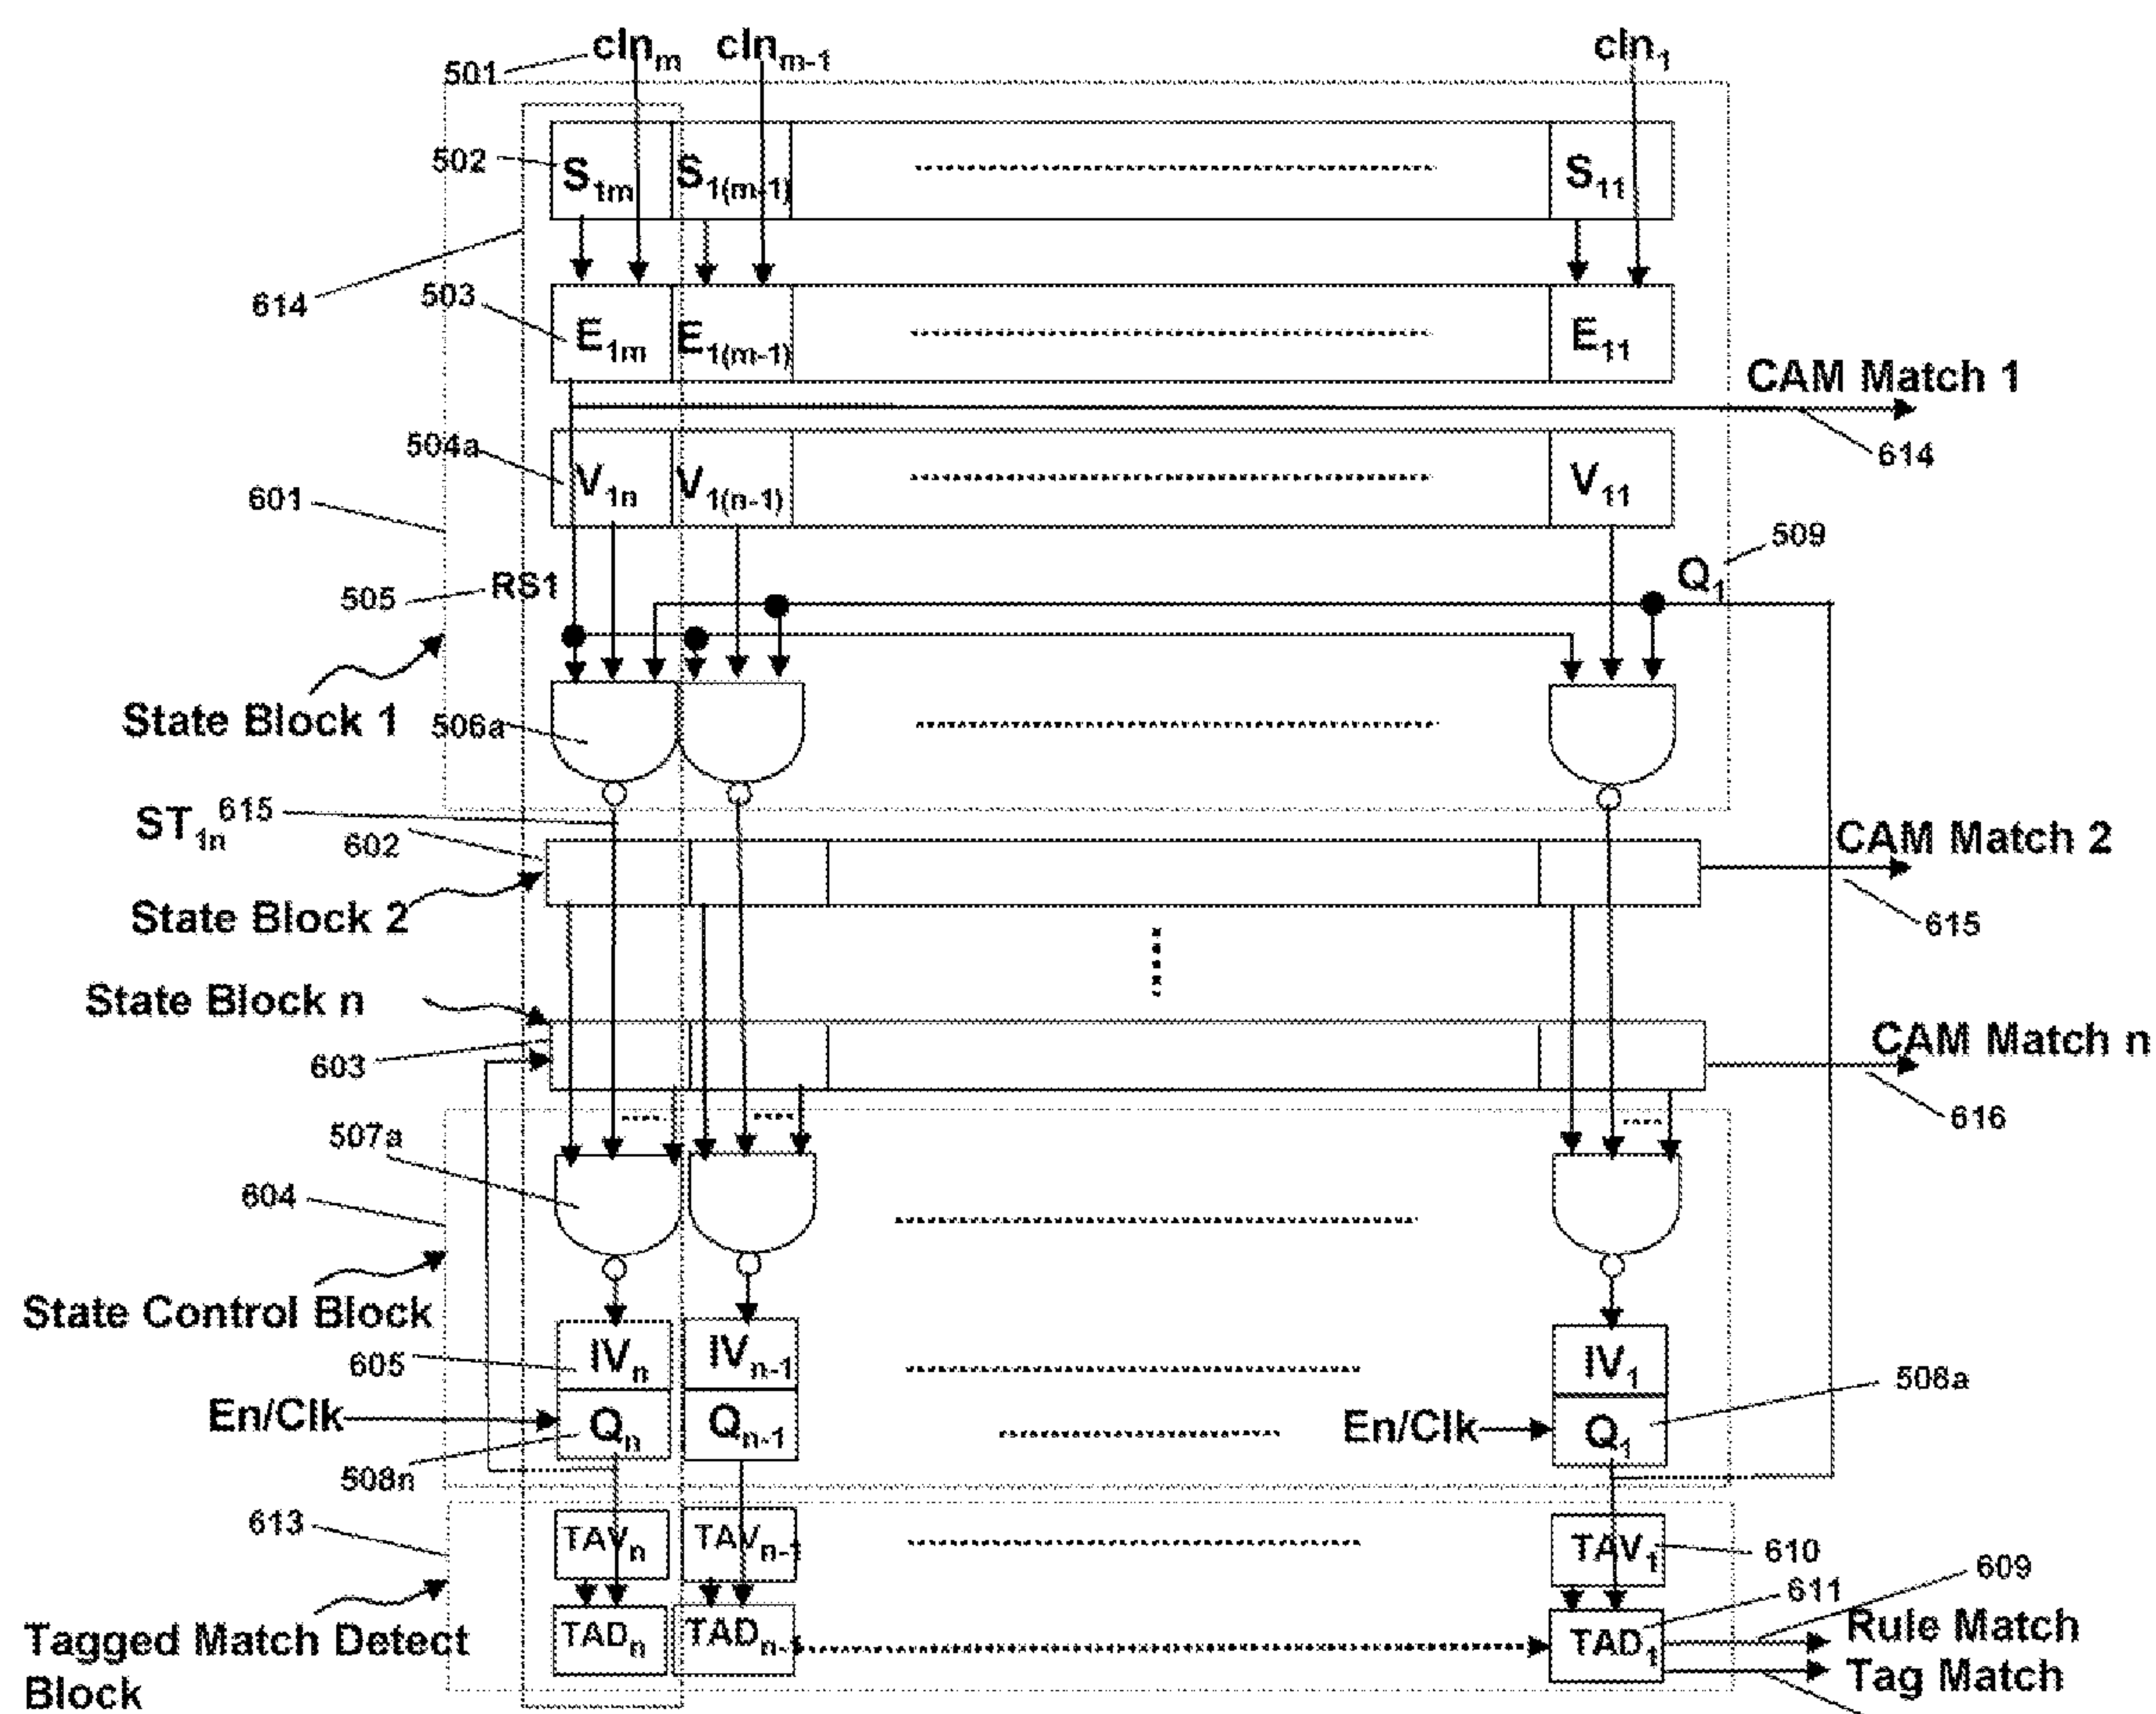 cIn_m cIn_m-1 cIn_1
501
502 S_1m S_1(m-1) S_11
614 503 E_1m E_1(m-1) E_11
CAM Match 1
614
504a V_1n V_1(n-1) V_11
601
505 RS1 Q_1 509
State Block 1 506a
ST_1n 615
602
CAM Match 2
State Block 2
615
State Block n
603
CAM Match n
616
507a
604
State Control Block
605 IV_n IV_n-1 IV_1
508a
En/Clk Q_n Q_n-1 En/Clk Q_1
508n
613 TAV_n TAV_n-1 TAV_1 610
609
611
Tagged Match Detect
Block
TAD_n TAD_n- TAD_1
Rule Match
Tag Match